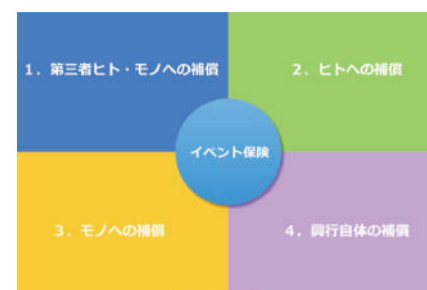 1．第三者ヒト・モノへの補償
2．ヒトへの補償
イベント保険
3．モノへの補償
4．興行自体の補償